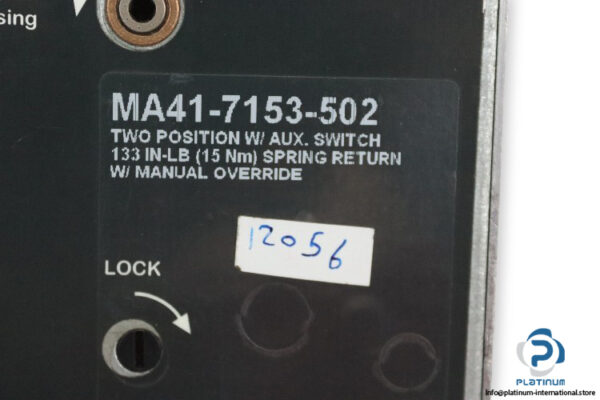 sing
MA41-7153-502
TWO POSITION W/ AUX. SWITCH
133 IN-LB (15 Nm) SPRING RETURN
W/ MANUAL OVERRIDE
12056
LOCK
PLATINUM
Info@platinum-international.store